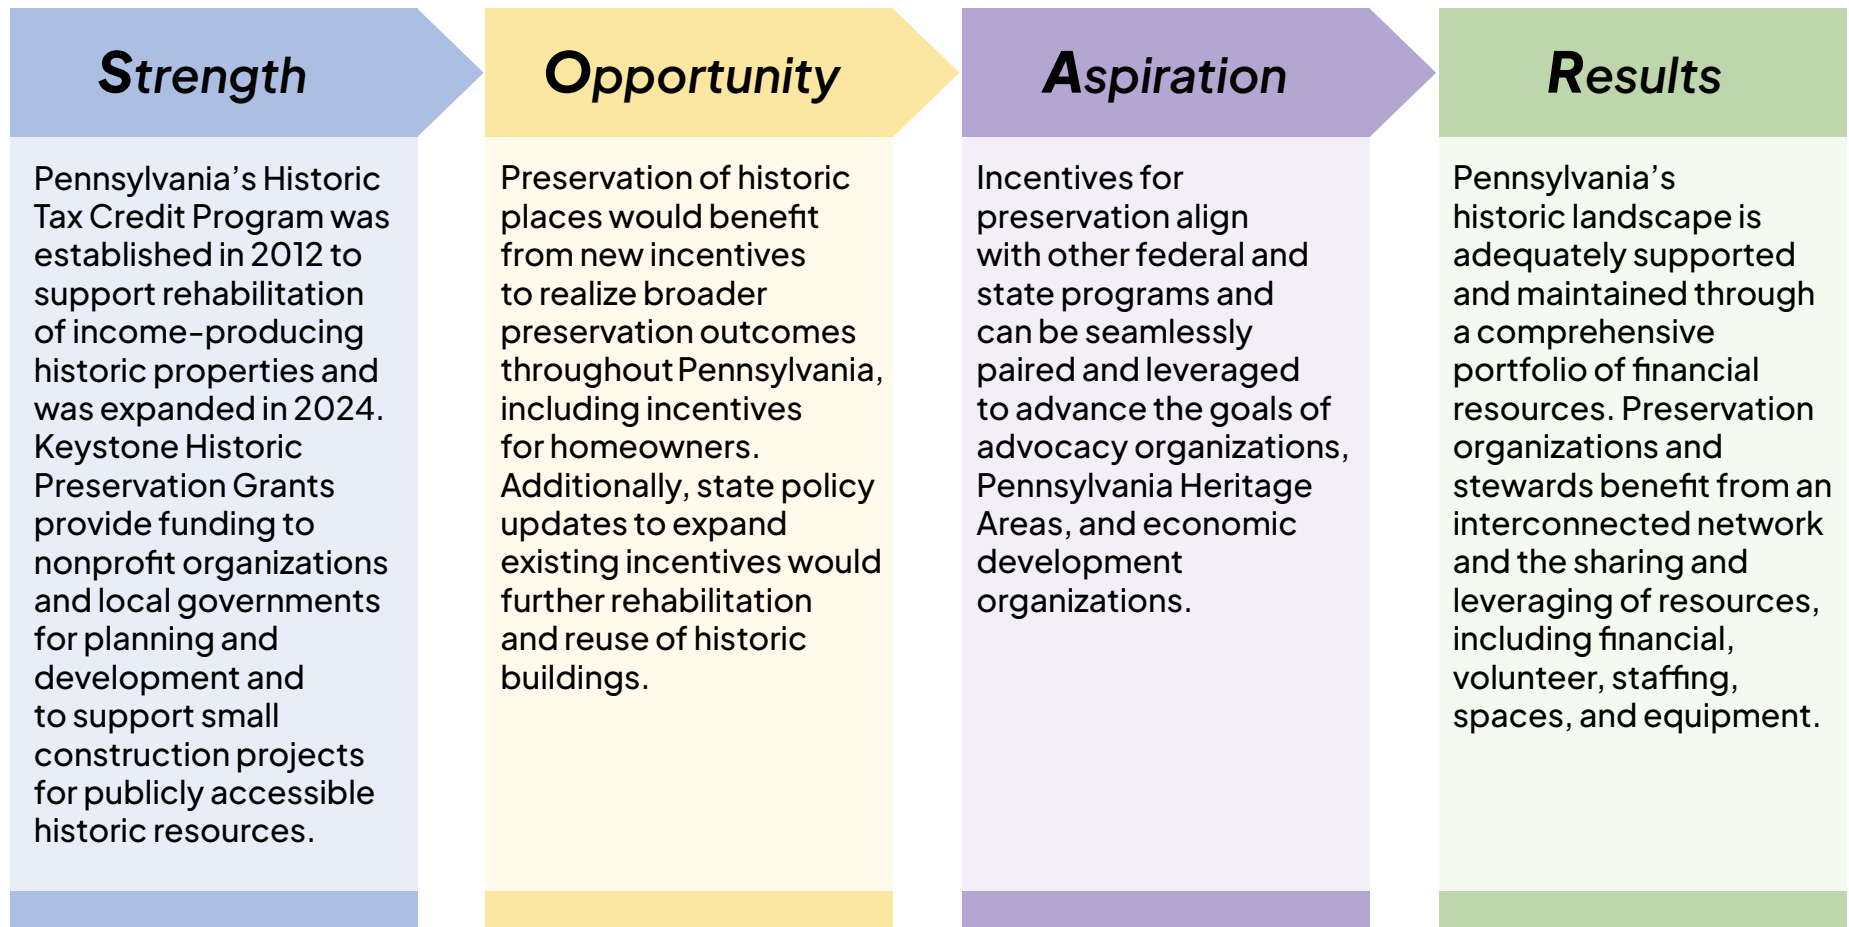 Strength
Pennsylvania’s Historic
Tax Credit Program was
established in 2012 to
support rehabilitation
of income-producing
historic properties and
was expanded in 2024.
Keystone Historic
Preservation Grants
provide funding to
nonprofit organizations
and local governments
for planning and
development and
to support small
construction projects
for publicly accessible
historic resources.
Opportunity
Preservation of historic
places would benefit
from new incentives
to realize broader
preservation outcomes
throughout Pennsylvania,
including incentives
for homeowners.
Additionally, state policy
updates to expand
existing incentives would
further rehabilitation
and reuse of historic
buildings.
Aspiration
Incentives for
preservation align
with other federal and
state programs and
can be seamlessly
paired and leveraged
to advance the goals of
advocacy organizations,
Pennsylvania Heritage
Areas, and economic
development
organizations.
Results
Pennsylvania’s
historic landscape is
adequately supported
and maintained through
a comprehensive
portfolio of financial
resources. Preservation
organizations and
stewards benefit from an
interconnected network
and the sharing and
leveraging of resources,
including financial,
volunteer, staffing,
spaces, and equipment.